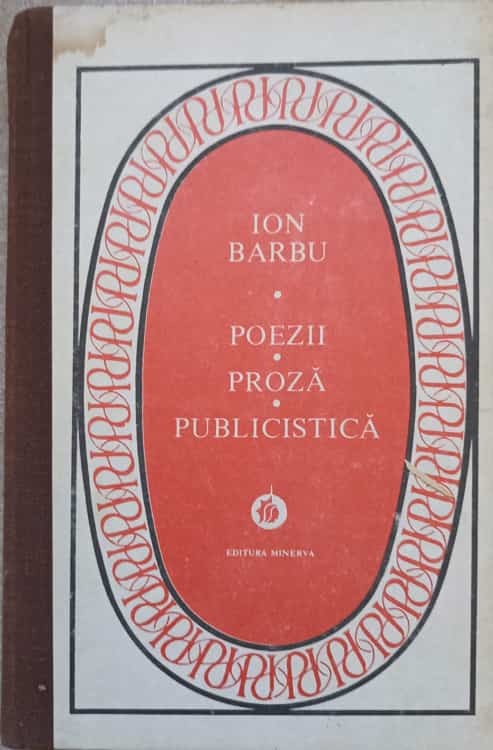 ION
BARBU
•
POEZII
•
PROZĂ
•
PUBLICISTICĂ
EDITURA MINERVA